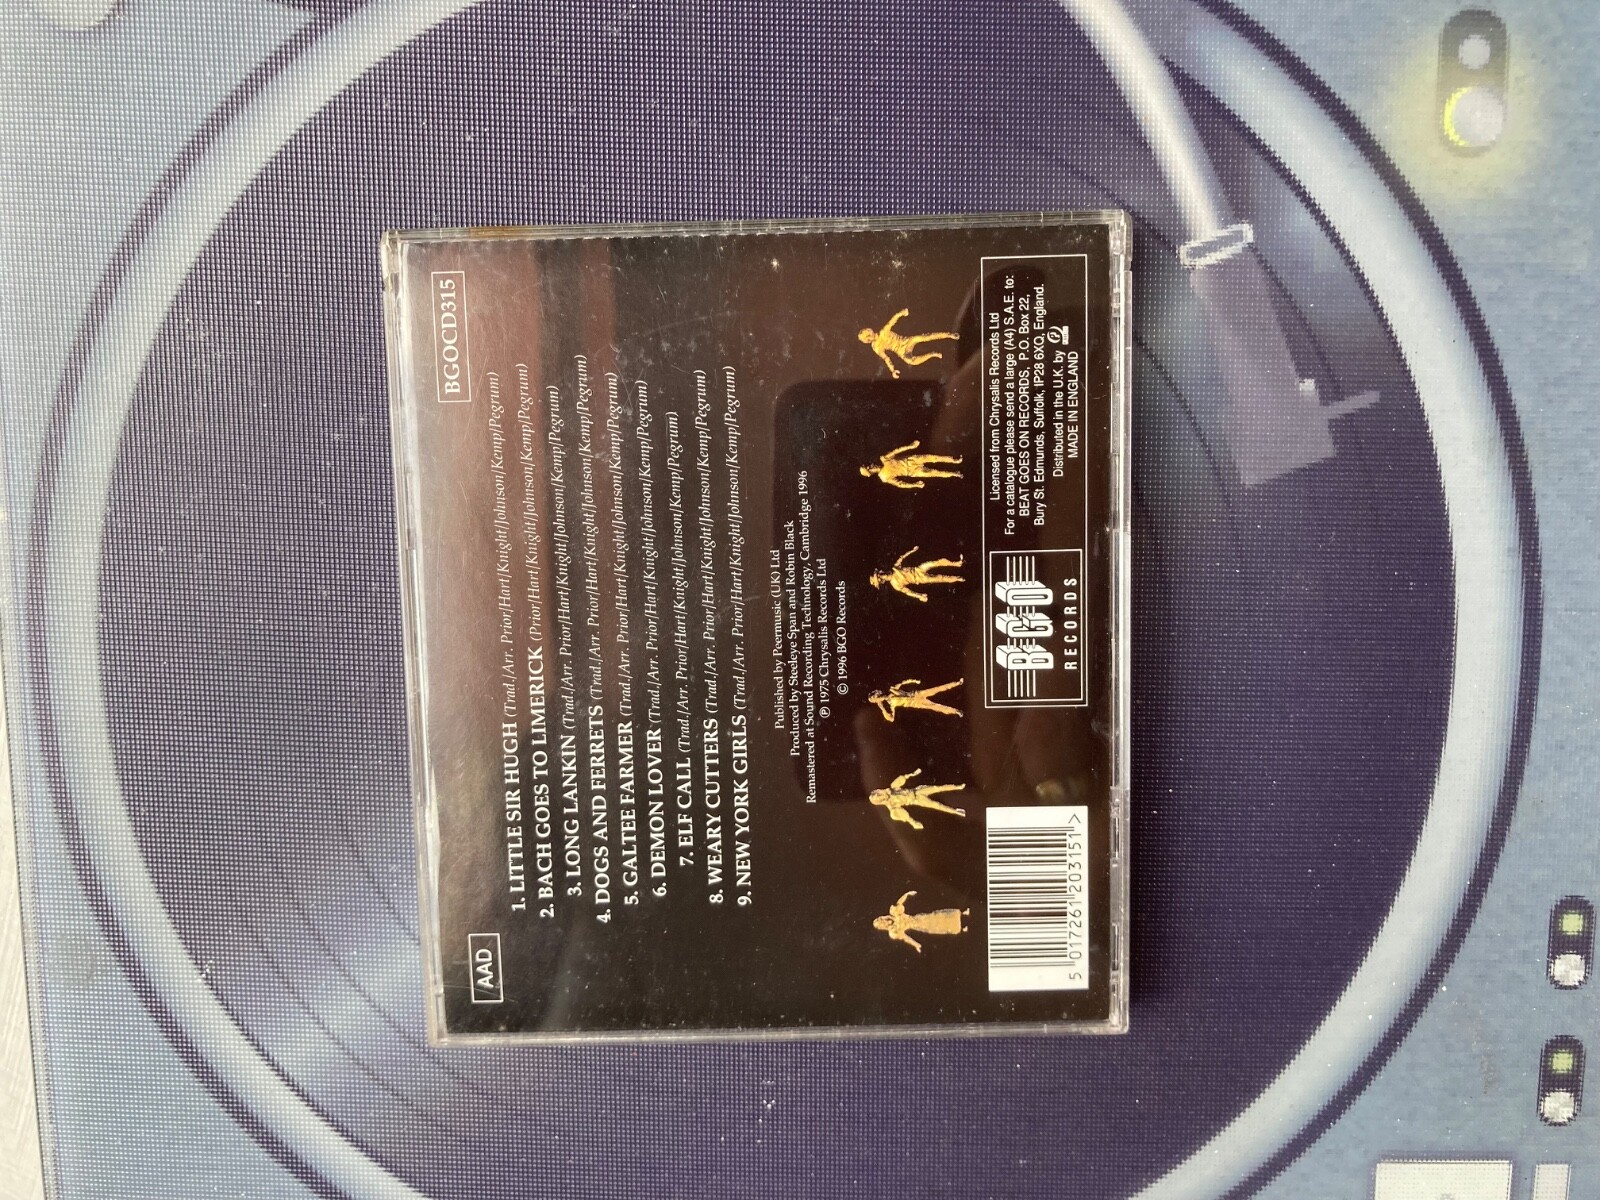 AAD
BGOCD315
1. LITTLE SIR HUGH (Trad./Arr. Prior/Hart/Knight/Johnson/Kemp/Pegrum)
2. BACH GOES TO LIMERICK (Prior/Hart/Knight/Johnson/Kemp/Pegrum)
3. LONG LANKIN (Trad./Arr. Prior/Hart/Knight/Johnson/Kemp/Pegrum)
4. DOGS AND FERRETS (Trad./Arr. Prior/Hart/Knight/Johnson/Kemp/Pegrum)
5. GALTEE FARMER (Trad./Arr. Prior/Hart/Knight/Johnson/Kemp/Pegrum)
6. DEMON LOVER (Trad./Arr. Prior/Hart/Knight/Johnson/Kemp/Pegrum)
7. ELF CALL (Trad./Arr. Prior/Hart/Knight/Johnson/Kemp/Pegrum)
8. WEARY CUTTERS (Trad./Arr. Prior/Hart/Knight/Johnson/Kemp/Pegrum)
9. NEW YORK GIRLS (Trad./Arr. Prior/Hart/Knight/Johnson/Kemp/Pegrum)
Published by Peermusic (UK) Ltd
Produced by Steeleye Span and Robin Black
Remastered at Sound Recording Technology, Cambridge 1996
℗ 1975 Chrysalis Records Ltd
© 1996 BGO Records
5 017261 203151 >
BGO
RECORDS
Licensed from Chrysalis Records Ltd
For a catalogue please send a large (A4) S.A.E. to:
BEAT GOES ON RECORDS, P.O. Box 22,
Bury St. Edmunds, Suffolk, IP28 6XQ, England.
Distributed in the U.K. by
MADE IN ENGLAND